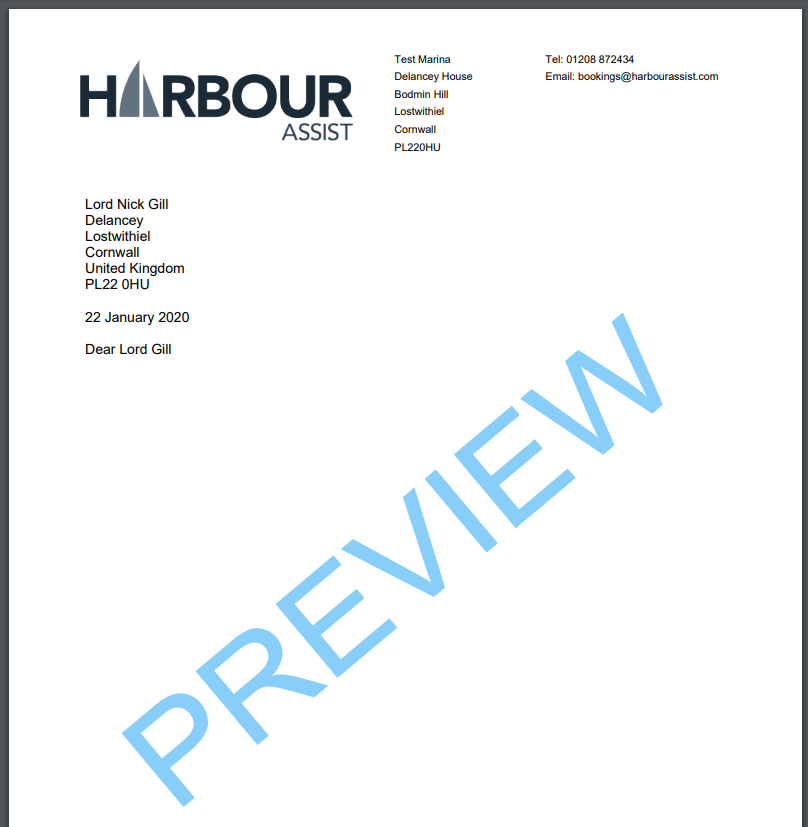 HARBOUR
ASSIST
Test Marina
Delancey House
Bodmin Hill
Lostwithiel
Cornwall
PL220HU
Tel: 01208 872434
Email: bookings@harbourassist.com
Lord Nick Gill
Delancey
Lostwithiel
Cornwall
United Kingdom
PL22 0HU
22 January 2020
Dear Lord Gill
PREVIEW